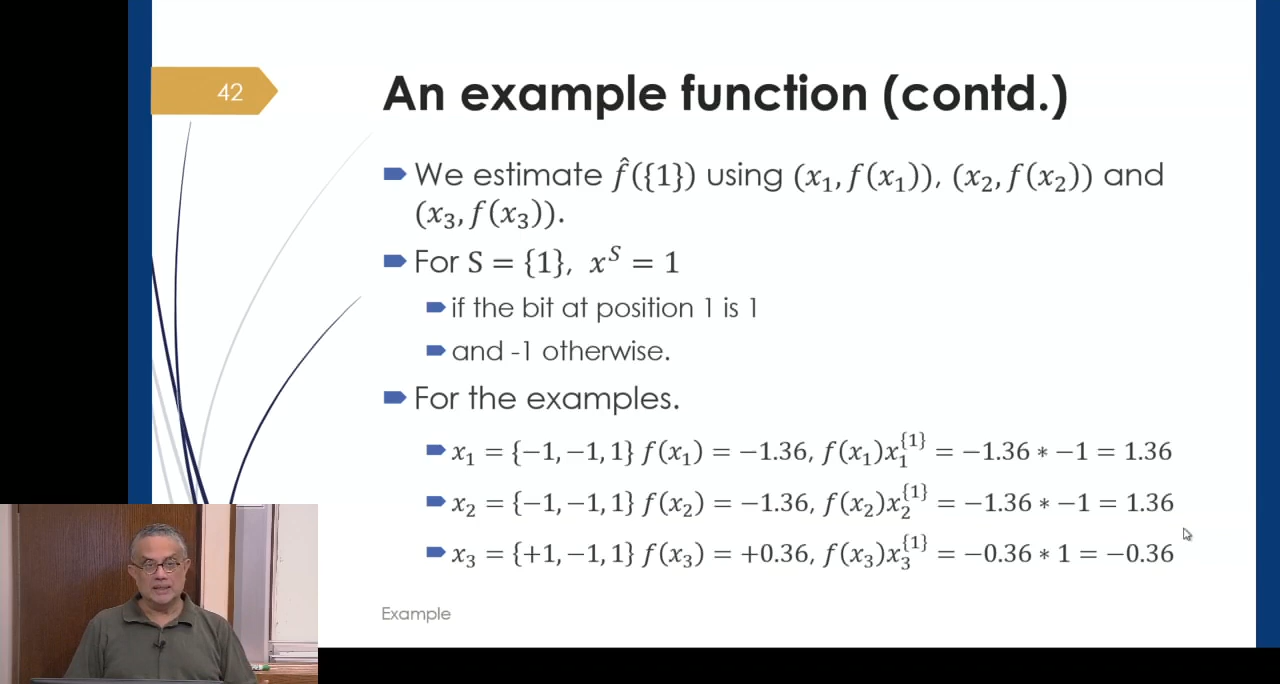 42
An example function (contd.)
We estimate f̂({1}) using (x₁, f(x₁)), (x₂, f(x₂)) and
(x₃, f(x₃)).
For S = {1}, xˢ = 1
if the bit at position 1 is 1
and -1 otherwise.
For the examples.
x₁ = {−1, −1, 1} f(x₁) = −1.36, f(x₁)x₁^{1} = −1.36 ∗ −1 = 1.36
x₂ = {−1, −1, 1} f(x₂) = −1.36, f(x₂)x₂^{1} = −1.36 ∗ −1 = 1.36
x₃ = {+1, −1, 1} f(x₃) = +0.36, f(x₃)x₃^{1} = −0.36 ∗ 1 = −0.36
Example